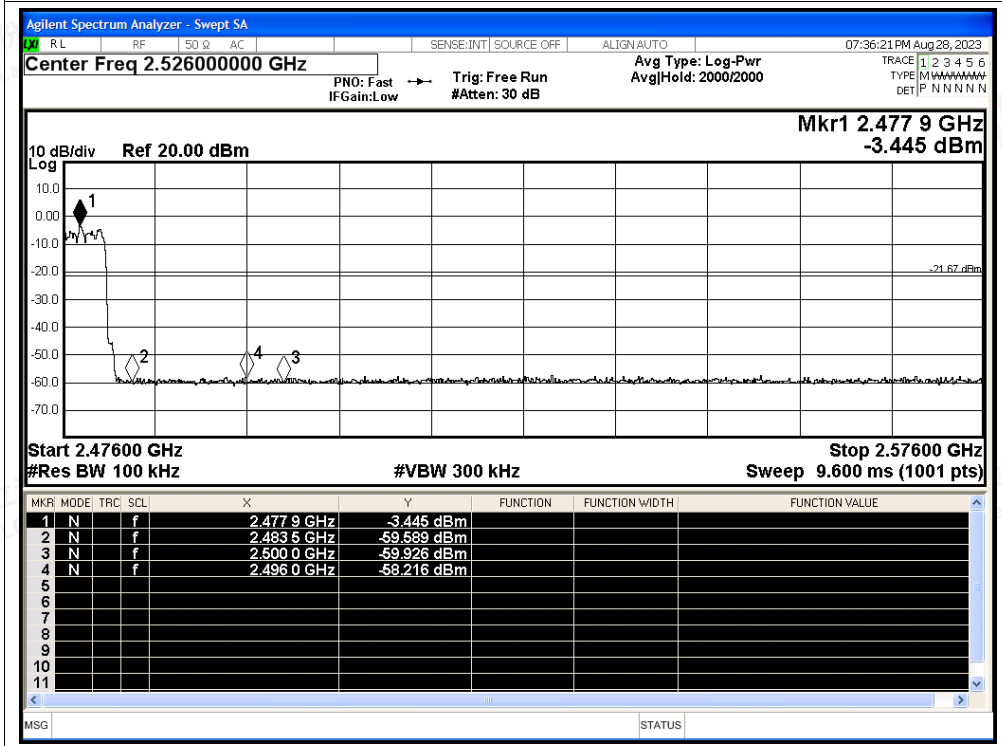 Agilent Spectrum Analyzer - Swept SA
LXI RL RF 50 Ω AC SENSE:INT SOURCE OFF ALIGN AUTO 07:36:21 PM Aug 28, 2023
Center Freq 2.526000000 GHz
PNO: Fast
IFGain:Low
Trig: Free Run
#Atten: 30 dB
Avg Type: Log-Pwr
Avg|Hold: 2000/2000
TRACE 1 2 3 4 5 6
TYPE M
DET P N N N N N
Mkr1 2.477 9 GHz
-3.445 dBm
10 dB/div Ref 20.00 dBm
Log
10.0
1
0.00
-10.0
-20.0
-21.67 dBm
-30.0
-40.0
-50.0
2 4 3
-60.0
-70.0
Start 2.47600 GHz Stop 2.57600 GHz
#Res BW 100 kHz #VBW 300 kHz Sweep 9.600 ms (1001 pts)
MKR MODE TRC SCL X Y FUNCTION FUNCTION WIDTH FUNCTION VALUE
1 N f 2.477 9 GHz -3.445 dBm
2 N f 2.483 5 GHz -59.589 dBm
3 N f 2.500 0 GHz -59.926 dBm
4 N f 2.496 0 GHz -58.216 dBm
5
6
7
8
9
10
11
MSG STATUS